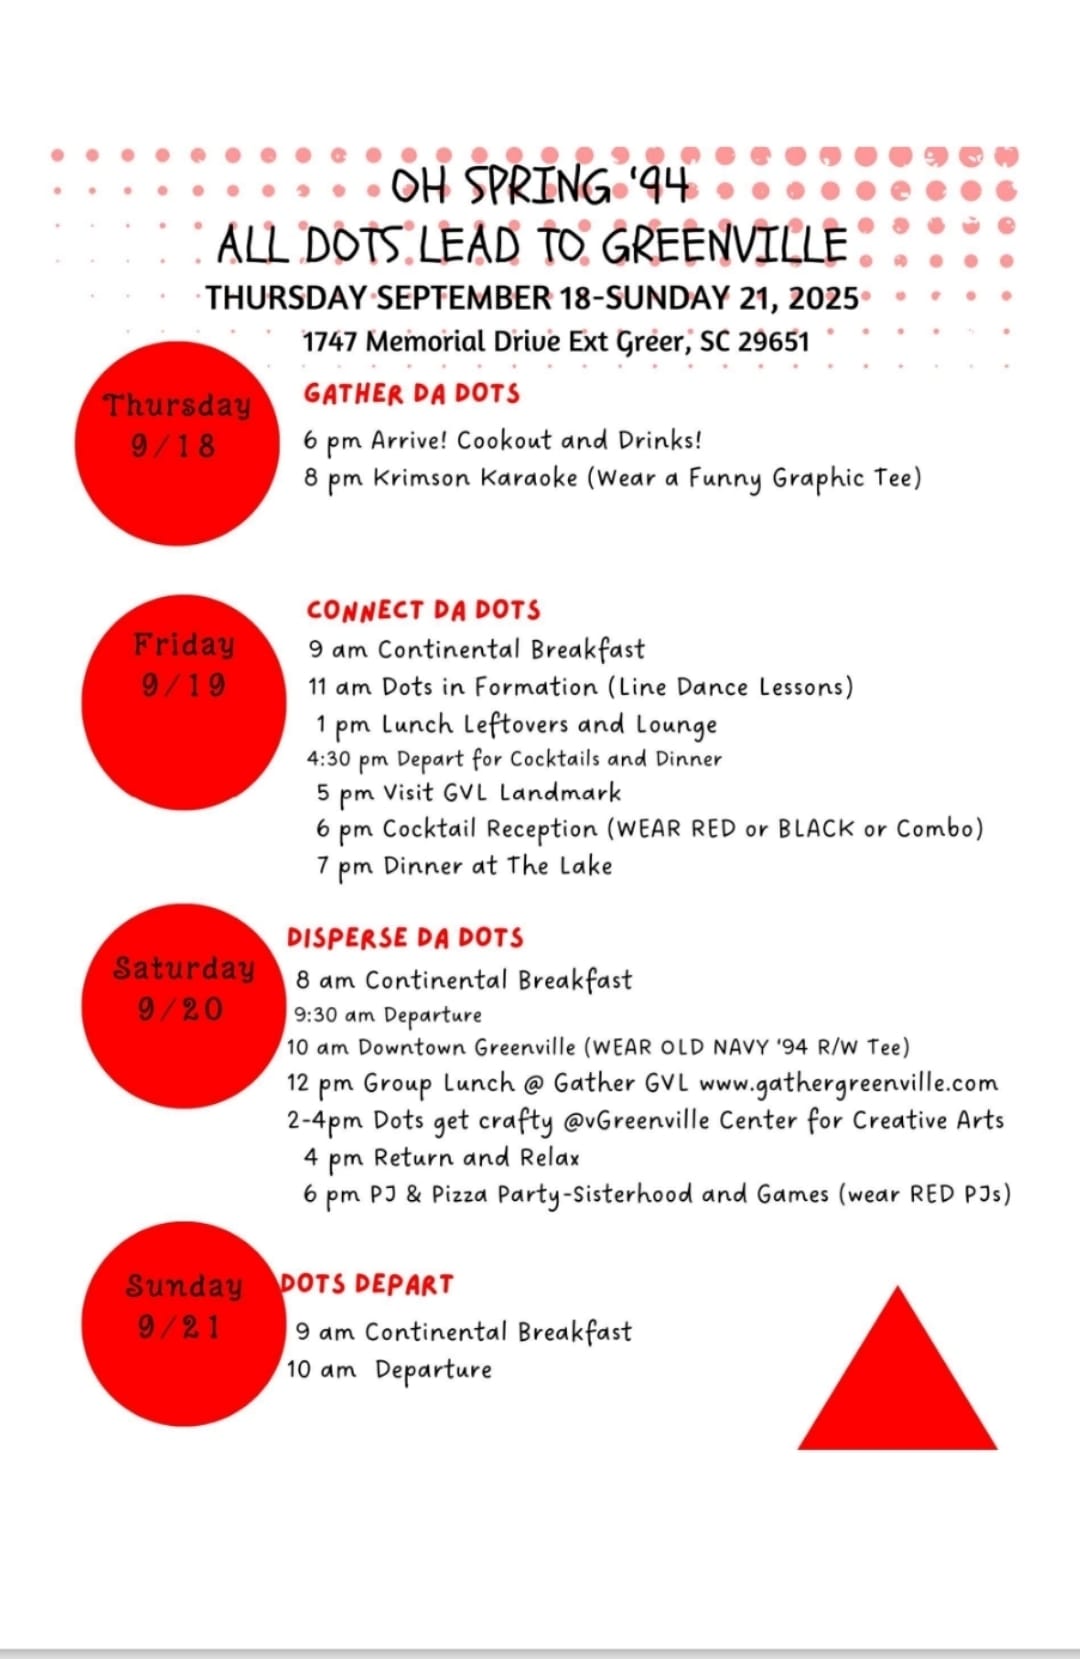 OH SPRING '94
ALL DOTS LEAD TO GREENVILLE
THURSDAY SEPTEMBER 18-SUNDAY 21, 2025
1747 Memorial Drive Ext Greer, SC 29651
Thursday
9/18
GATHER DA DOTS
6 pm Arrive! Cookout and Drinks!
8 pm Krimson Karaoke (Wear a Funny Graphic Tee)
Friday
9/19
CONNECT DA DOTS
9 am Continental Breakfast
11 am Dots in Formation (Line Dance Lessons)
1 pm Lunch Leftovers and Lounge
4:30 pm Depart for Cocktails and Dinner
5 pm Visit GVL Landmark
6 pm Cocktail Reception (WEAR RED or BLACK or Combo)
7 pm Dinner at The Lake
Saturday
9/20
DISPERSE DA DOTS
8 am Continental Breakfast
9:30 am Departure
10 am Downtown Greenville (WEAR OLD NAVY '94 R/W Tee)
12 pm Group Lunch @ Gather GVL www.gathergreenville.com
2-4pm Dots get crafty @vGreenville Center for Creative Arts
4 pm Return and Relax
6 pm PJ & Pizza Party-Sisterhood and Games (wear RED PJs)
Sunday
9/21
DOTS DEPART
9 am Continental Breakfast
10 am Departure